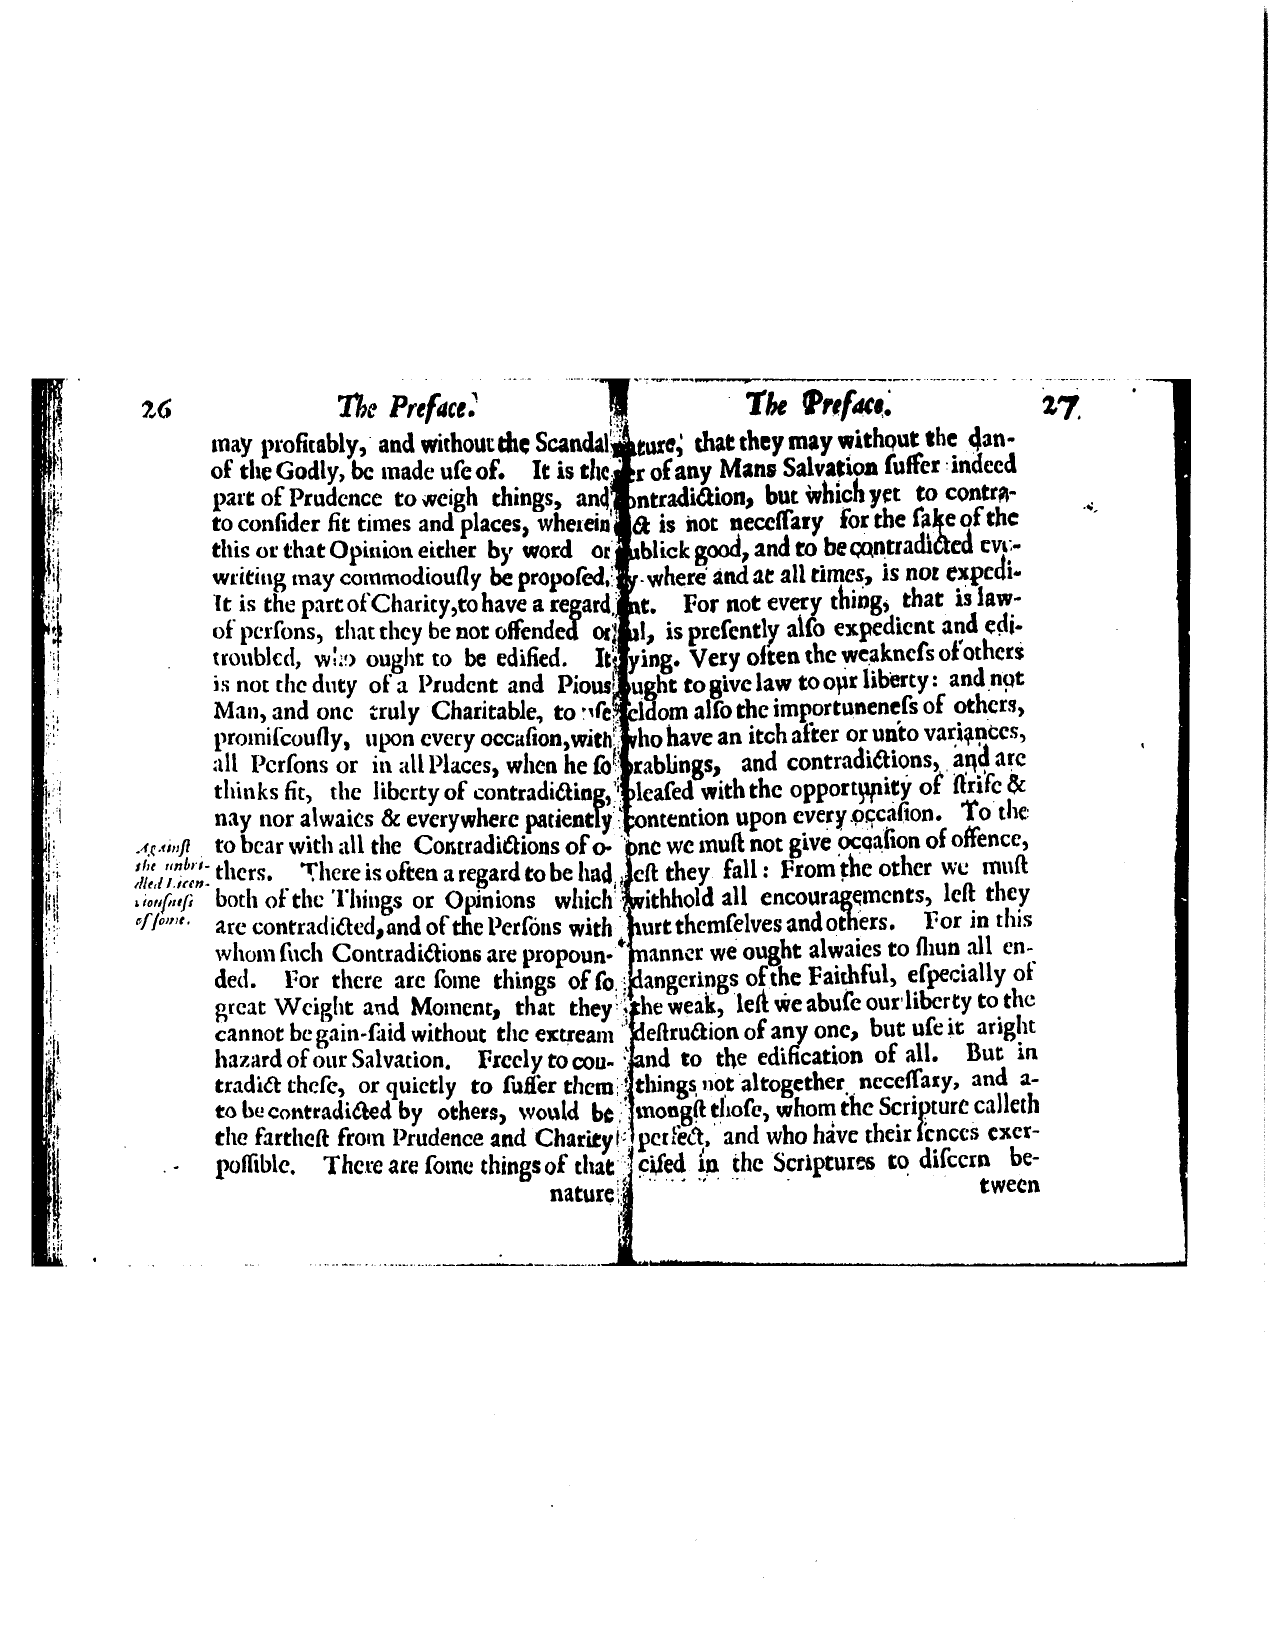 26
The Preface.
may profitably, and without the Scandal
of the Godly, be made uſe of. It is the
part of Prudence to weigh things, and
to conſider fit times and places, wherein
this or that Opinion either by word or
writing may commodiouſly be propoſed.
It is the part of Charity, to have a regard
of perſons, that they be not offended or
troubled, who ought to be edified. It
is not the duty of a Prudent and Pious
Man, and one truly Charitable, to uſe
promiſcouſly, upon every occaſion, with
all Perſons or in all Places, when he ſo
thinks fit, the liberty of contradicting,
nay nor alwaies & everywhere patiently
to bear with all the Contradictions of o-
thers. There is often a regard to be had
both of the Things or Opinions which
are contradicted, and of the Perſons with
whom ſuch Contradictions are propoun-
ded. For there are ſome things of ſo
great Weight and Moment, that they
cannot be gain-ſaid without the extream
hazard of our Salvation. Freely to con-
tradict theſe, or quietly to ſuffer them
to be contradicted by others, would be
the fartheſt from Prudence and Charity
poſſible. There are ſome things of that
nature
Againſt
the unbri-
dled Licen-
tiouſneſs
of ſome.
The Preface.
27
ature, that they may without the dan-
er of any Mans Salvation ſuffer indeed
ontradiction, but which yet to contra-
ct is not neceſſary for the ſake of the
ublick good, and to be contradicted eve-
y where and at all times, is not expedi-
nt. For not every thing, that is law-
ul, is preſently alſo expedient and edi-
ying. Very often the weakneſs of others
ought to give law to our liberty: and not
eldom alſo the importuneneſs of others,
who have an itch after or unto variances,
brablings, and contradictions, and are
pleaſed with the opportunity of ſtrife &
contention upon every occaſion. To the
one we muſt not give occaſion of offence,
leſt they fall: From the other we muſt
withhold all encouragements, leſt they
hurt themſelves and others. For in this
manner we ought alwaies to ſhun all en-
dangerings of the Faithful, eſpecially of
the weak, leſt we abuſe our liberty to the
deſtruction of any one, but uſe it aright
and to the edification of all. But in
things not altogether neceſſary, and a-
mongſt thoſe, whom the Scripture calleth
perfect, and who have their ſences exer-
ciſed in the Scriptures to diſcern be-
tween